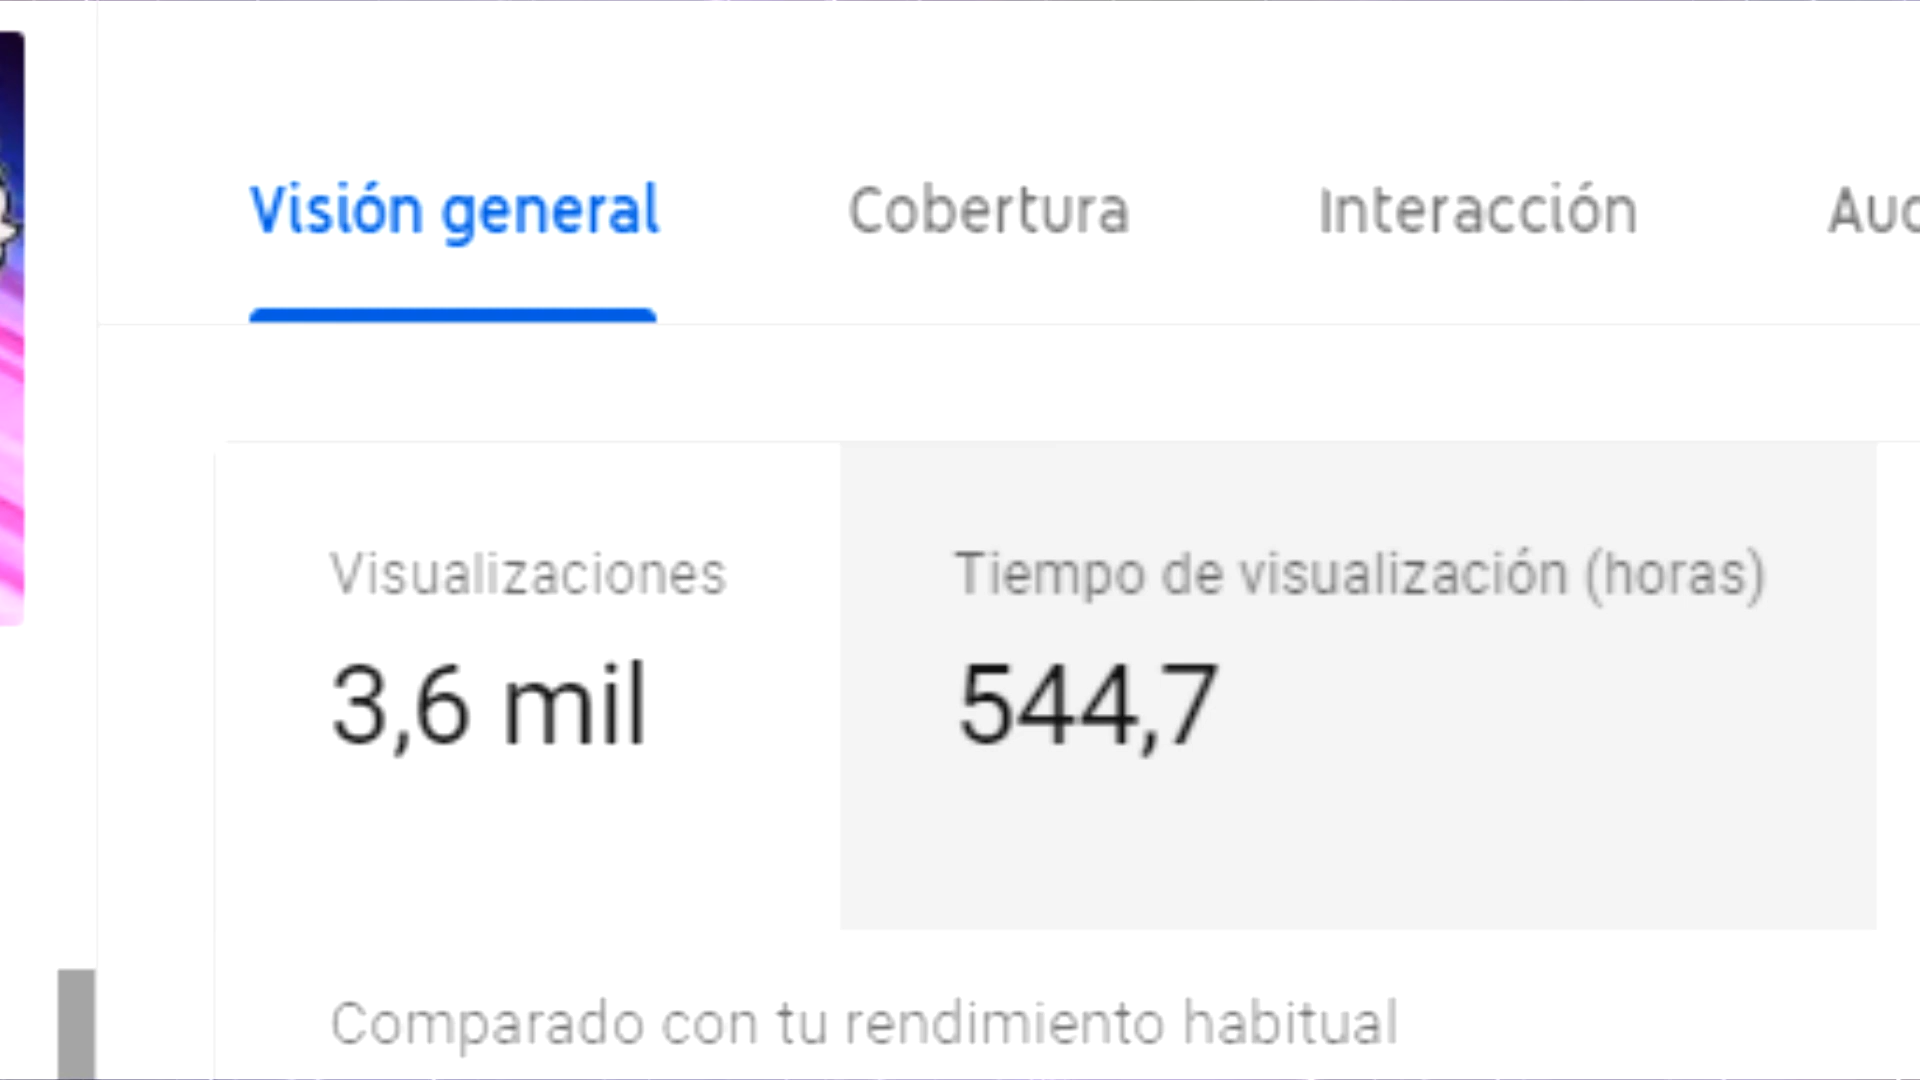 Visión general Cobertura Interacción
Visualizaciones Tiempo de visualización (horas)
3,6 mil 544,7
Comparado con tu rendimiento habitual